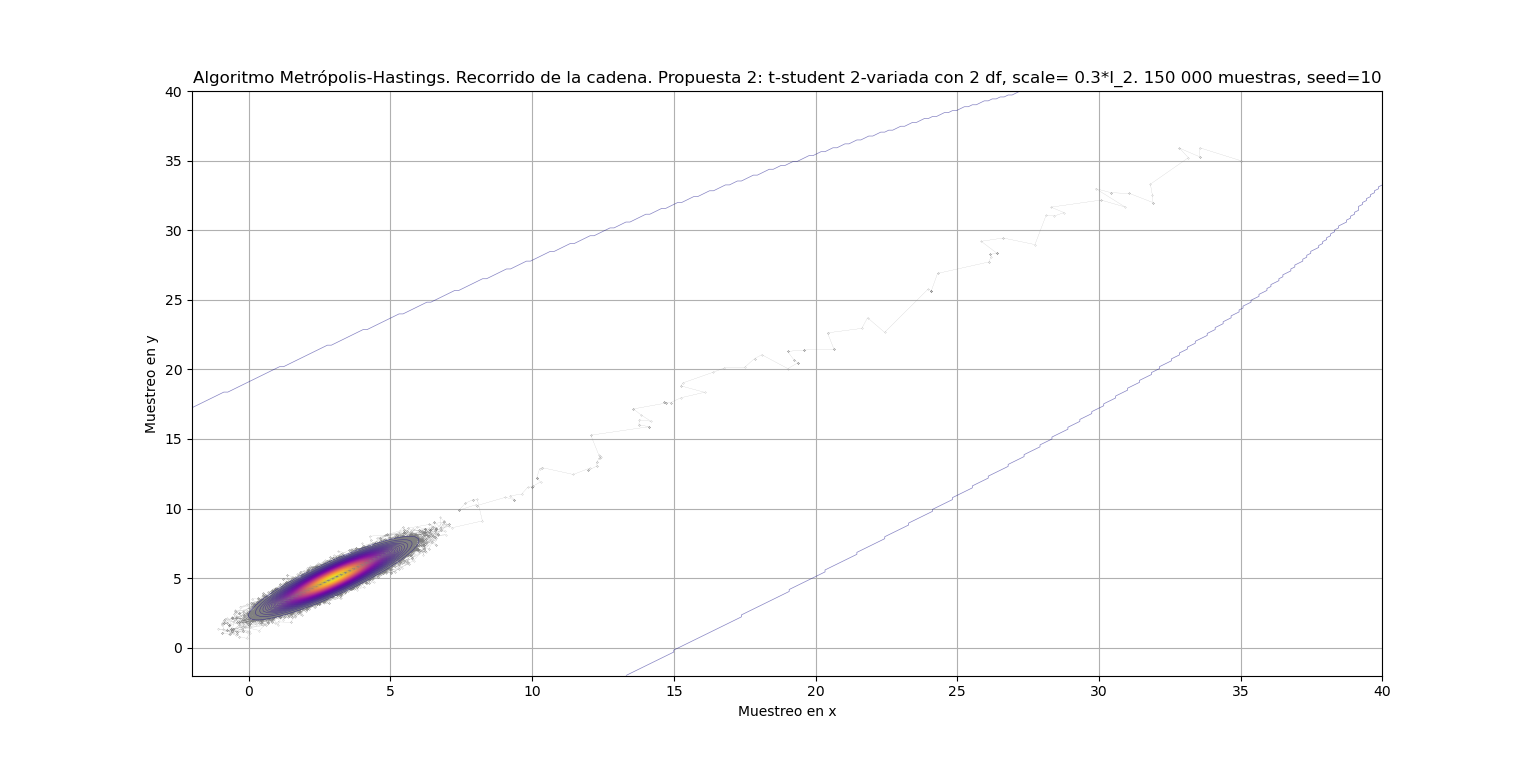 Algoritmo Metrópolis-Hastings. Recorrido de la cadena. Propuesta 2: t-student 2-variada con 2 df, scale= 0.3*I_2. 150 000 muestras, seed=10
40
35
30
25
20
15
10
5
0
Muestreo en y
0 5 10 15 20 25 30 35 40
Muestreo en x